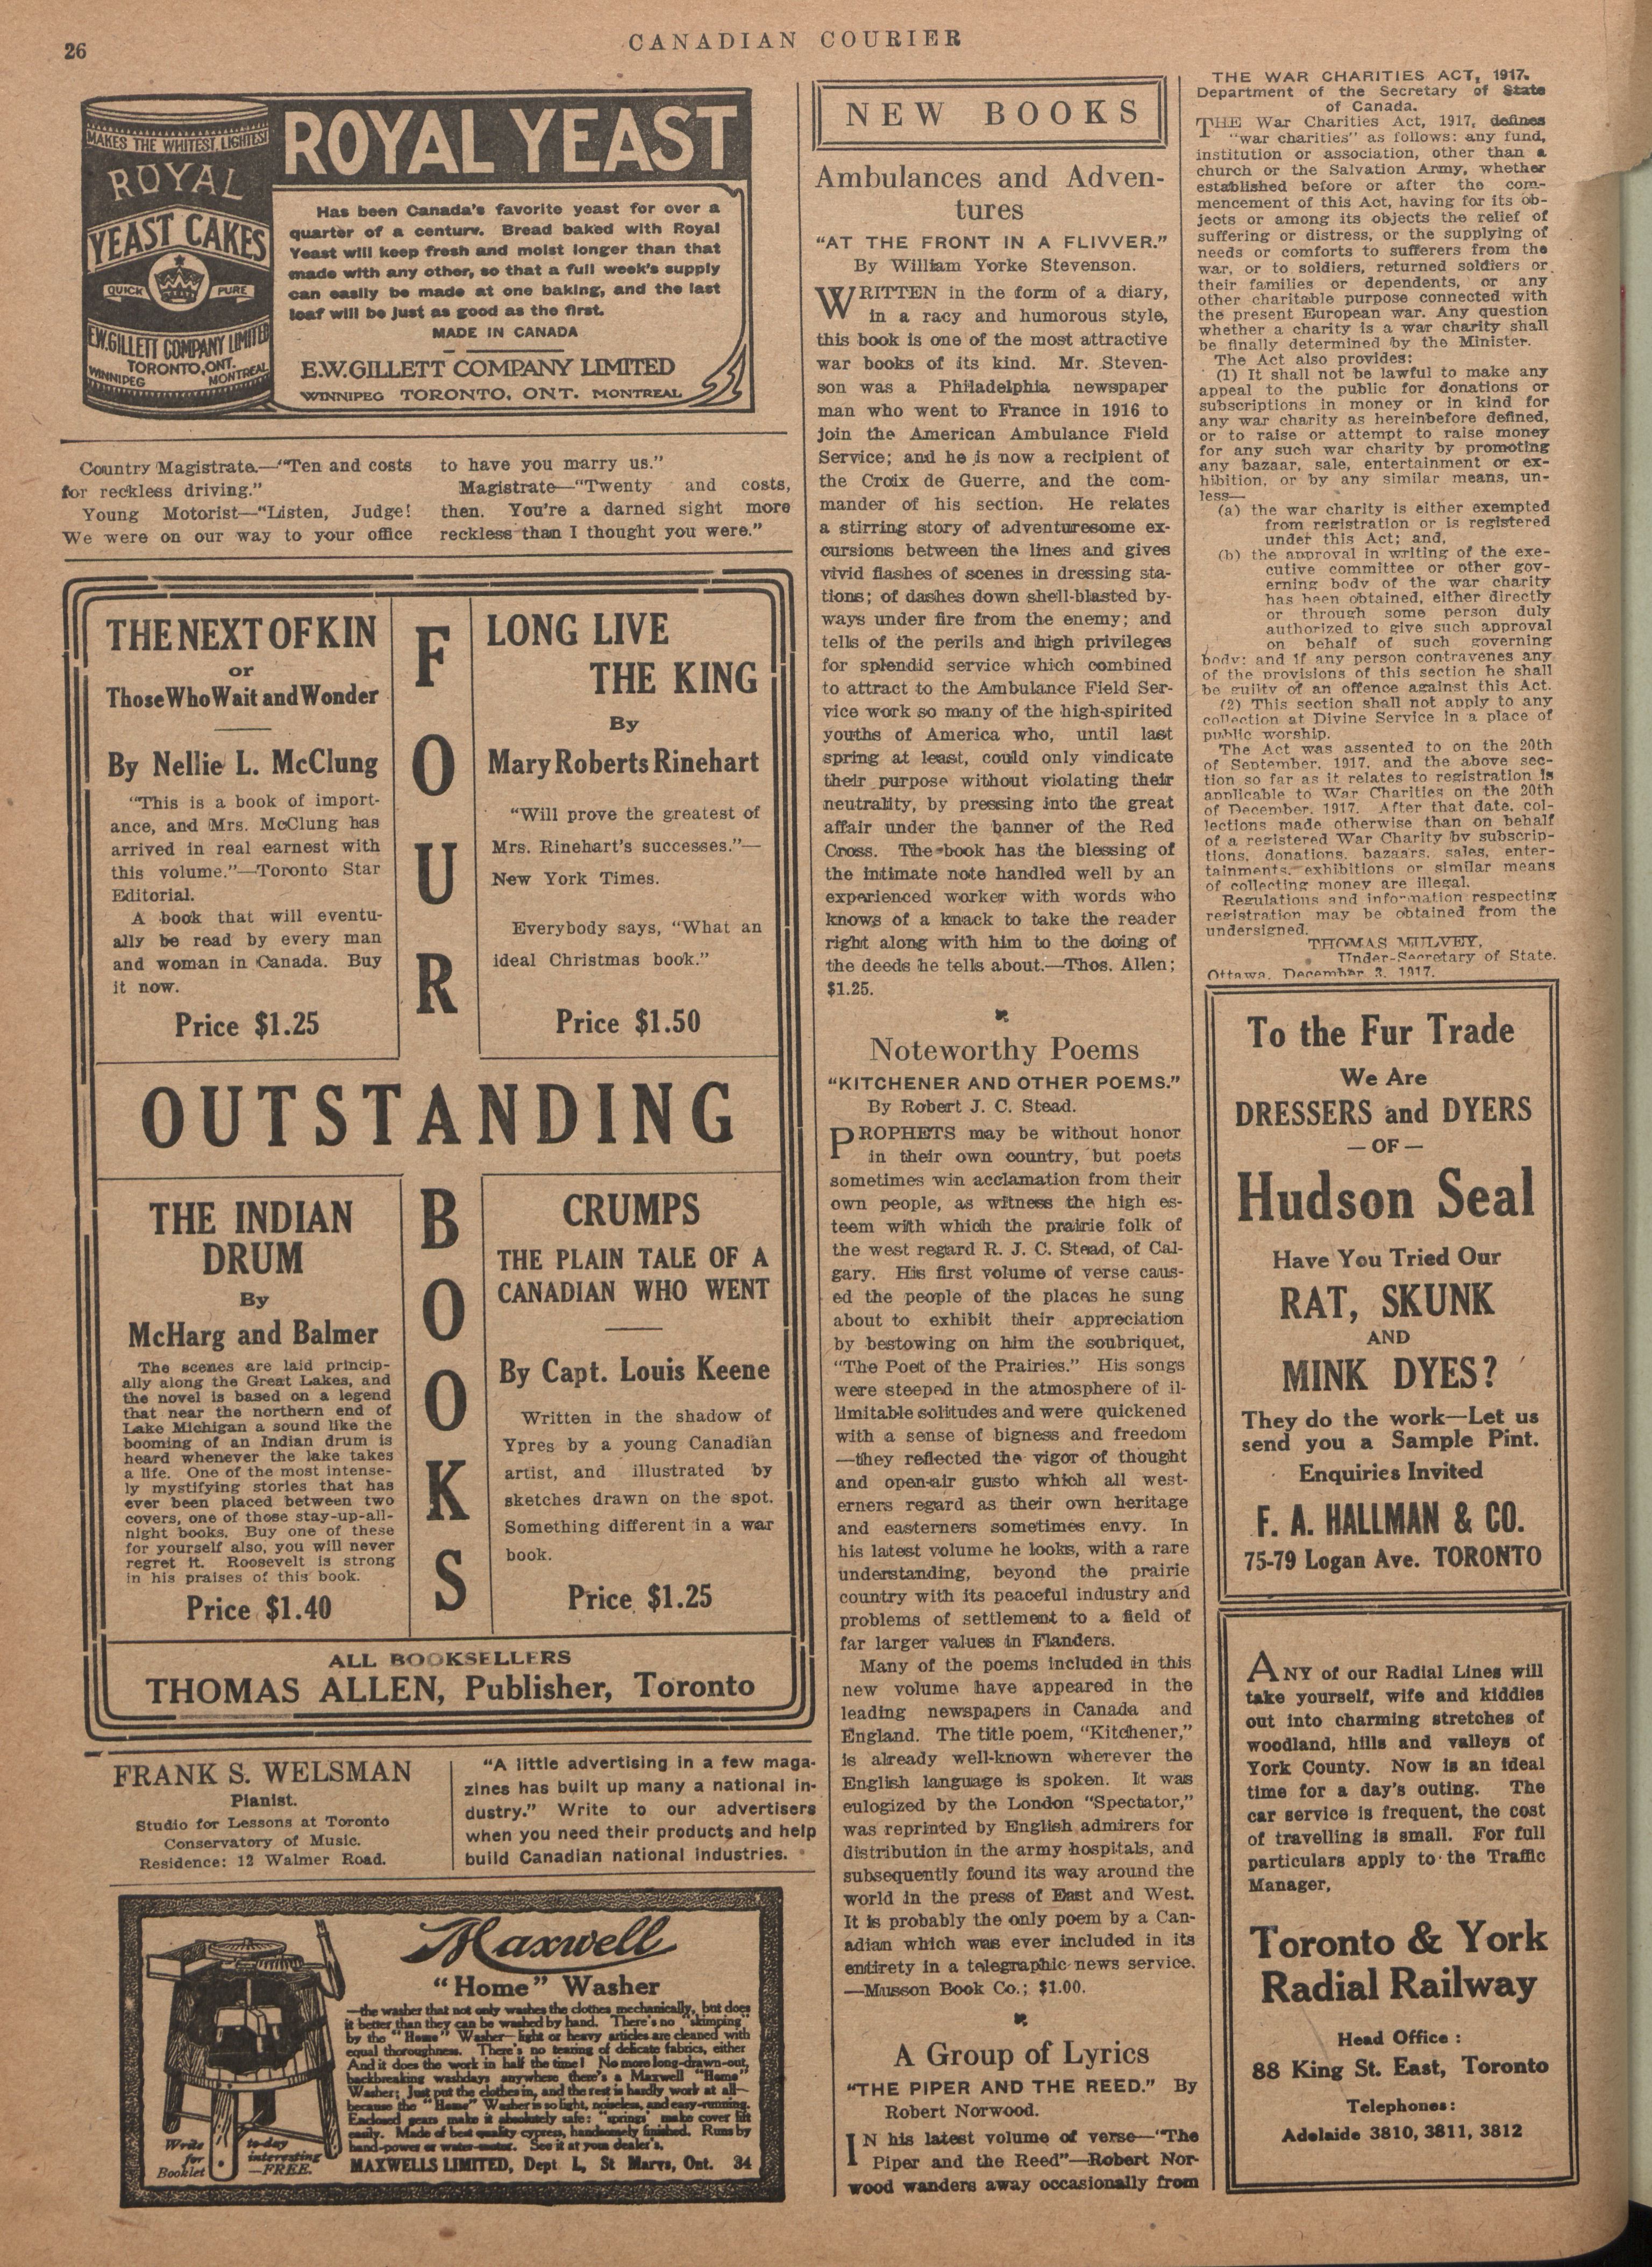 26
CANADIAN COURIER
MAKES THE WHITEST, LIGHTEST
ROYAL
YEAST CAKES
QUICK PURE
E.W. GILLETT COMPANY LIMITED
TORONTO, ONT.
WINNIPEG MONTREAL
ROYAL YEAST
Has been Canada's favorite yeast for over a
quarter of a century. Bread baked with Royal
Yeast will keep fresh and moist longer than that
made with any other, so that a full week's supply
can easily be made at one baking, and the last
loaf will be just as good as the first.
MADE IN CANADA
E.W. GILLETT COMPANY LIMITED
WINNIPEG TORONTO, ONT. MONTREAL
Country Magistrate.—"Ten and costs
for reckless driving."
Young Motorist—"Listen, Judge!
We were on our way to your office
to have you marry us."
Magistrate—"Twenty and costs,
then. You're a darned sight more
reckless than I thought you were."
THE NEXT OF KIN
or
Those Who Wait and Wonder
By Nellie L. McClung
"This is a book of import-
ance, and Mrs. McClung has
arrived in real earnest with
this volume."—Toronto Star
Editorial.
A book that will eventu-
ally be read by every man
and woman in Canada. Buy
it now.
Price $1.25
FOUR
LONG LIVE
THE KING
By
Mary Roberts Rinehart
"Will prove the greatest of
Mrs. Rinehart's successes."—
New York Times.
Everybody says, "What an
ideal Christmas book."
Price $1.50
OUTSTANDING
THE INDIAN
DRUM
By
McHarg and Balmer
The scenes are laid princip-
ally along the Great Lakes, and
the novel is based on a legend
that near the northern end of
Lake Michigan a sound like the
booming of an Indian drum is
heard whenever the lake takes
a life. One of the most intense-
ly mystifying stories that has
ever been placed between two
covers, one of those stay-up-all-
night books. Buy one of these
for yourself also, you will never
regret it. Roosevelt is strong
in his praises of this book.
Price $1.40
BOOKS
CRUMPS
THE PLAIN TALE OF A
CANADIAN WHO WENT
By Capt. Louis Keene
Written in the shadow of
Ypres by a young Canadian
artist, and illustrated by
sketches drawn on the spot.
Something different in a war
book.
Price $1.25
ALL BOOKSELLERS
THOMAS ALLEN, Publisher, Toronto
FRANK S. WELSMAN
Pianist.
Studio for Lessons at Toronto
Conservatory of Music.
Residence: 12 Walmer Road.
"A little advertising in a few maga-
zines has built up many a national in-
dustry." Write to our advertisers
when you need their products and help
build Canadian national industries.
Maxwell
"Home" Washer
—the washer that not only washes the clothes mechanically, but does
it better than they can be washed by hand. There's no "skimping"
by the "Home" Washer—light or heavy articles are cleaned with
equal thoroughness. There's no tearing of delicate fabrics, either
And it does the work in half the time! No more long-drawn-out,
backbreaking washdays anywhere there's a Maxwell "Home"
Washer; Just put the clothes in, and the rest is hardly work at all—
because the "Home" Washer is so light, noiseless, and easy-running.
Enclosed gears make it absolutely safe: "springs" make cover lift
easily. Made of best quality cypress, handsomely finished. Runs by
hand-power or water-motor. See it at your dealer's.
Write to-day
for interesting
Booklet —FREE.
MAXWELLS LIMITED, Dept L, St Marys, Ont. 34
NEW BOOKS
Ambulances and Adven-
tures
"AT THE FRONT IN A FLIVVER."
By William Yorke Stevenson.
WRITTEN in the form of a diary,
in a racy and humorous style,
this book is one of the most attractive
war books of its kind. Mr. Steven-
son was a Philadelphia newspaper
man who went to France in 1916 to
join the American Ambulance Field
Service; and he is now a recipient of
the Croix de Guerre, and the com-
mander of his section. He relates
a stirring story of adventuresome ex-
cursions between the lines and gives
vivid flashes of scenes in dressing sta-
tions; of dashes down shell-blasted by-
ways under fire from the enemy; and
tells of the perils and high privileges
for splendid service which combined
to attract to the Ambulance Field Ser-
vice work so many of the high-spirited
youths of America who, until last
spring at least, could only vindicate
their purpose without violating their
neutrality, by pressing into the great
affair under the banner of the Red
Cross. The book has the blessing of
the intimate note handled well by an
experienced worker with words who
knows of a knack to take the reader
right along with him to the doing of
the deeds he tells about.—Thos. Allen;
$1.25.
Noteworthy Poems
"KITCHENER AND OTHER POEMS."
By Robert J. C. Stead.
PROPHETS may be without honor
in their own country, but poets
sometimes win acclamation from their
own people, as witness the high es-
teem with which the prairie folk of
the west regard R. J. C. Stead, of Cal-
gary. His first volume of verse caus-
ed the people of the places he sung
about to exhibit their appreciation
by bestowing on him the soubriquet,
"The Poet of the Prairies." His songs
were steeped in the atmosphere of il-
limitable solitudes and were quickened
with a sense of bigness and freedom
—they reflected the vigor of thought
and open-air gusto which all west-
erners regard as their own heritage
and easterners sometimes envy. In
his latest volume he looks, with a rare
understanding, beyond the prairie
country with its peaceful industry and
problems of settlement to a field of
far larger values in Flanders.
Many of the poems included in this
new volume have appeared in the
leading newspapers in Canada and
England. The title poem, "Kitchener,"
is already well-known wherever the
English language is spoken. It was
eulogized by the London "Spectator,"
was reprinted by English admirers for
distribution in the army hospitals, and
subsequently found its way around the
world in the press of East and West.
It is probably the only poem by a Can-
adian which was ever included in its
entirety in a telegraphic news service.
—Musson Book Co.; $1.00.
A Group of Lyrics
"THE PIPER AND THE REED." By
Robert Norwood.
IN his latest volume of verse—"The
Piper and the Reed"—Robert Nor-
wood wanders away occasionally from
THE WAR CHARITIES ACT, 1917.
Department of the Secretary of State
of Canada.
THE War Charities Act, 1917, defines
"war charities" as follows: any fund,
institution or association, other than a
church or the Salvation Army, whether
established before or after the com-
mencement of this Act, having for its ob-
jects or among its objects the relief of
suffering or distress, or the supplying of
needs or comforts to sufferers from the
war, or to soldiers, returned soldiers or
their families or dependents, or any
other charitable purpose connected with
the present European war. Any question
whether a charity is a war charity shall
be finally determined by the Minister.
The Act also provides:
(1) It shall not be lawful to make any
appeal to the public for donations or
subscriptions in money or in kind for
any war charity as hereinbefore defined,
or to raise or attempt to raise money
for any such war charity by promoting
any bazaar, sale, entertainment or ex-
hibition, or by any similar means, un-
less—
(a) the war charity is either exempted
from registration or is registered
under this Act; and,
(b) the approval in writing of the exe-
cutive committee or other gov-
erning body of the war charity
has been obtained, either directly
or through some person duly
authorized to give such approval
on behalf of such governing
body; and if any person contravenes any
of the provisions of this section he shall
be guilty of an offence against this Act.
(2) This section shall not apply to any
collection at Divine Service in a place of
public worship.
The Act was assented to on the 20th
of September, 1917, and the above sec-
tion so far as it relates to registration is
applicable to War Charities on the 20th
of December, 1917. After that date, col-
lections made otherwise than on behalf
of a registered War Charity by subscrip-
tions, donations, bazaars, sales, enter-
tainments, exhibitions or similar means
of collecting money are illegal.
Regulations and information respecting
registration may be obtained from the
undersigned.
THOMAS MULVEY,
Under-Secretary of State.
Ottawa, December 3, 1917.
To the Fur Trade
We Are
DRESSERS and DYERS
—OF—
Hudson Seal
Have You Tried Our
RAT, SKUNK
AND
MINK DYES?
They do the work—Let us
send you a Sample Pint.
Enquiries Invited
F. A. HALLMAN & CO.
75-79 Logan Ave. TORONTO
ANY of our Radial Lines will
take yourself, wife and kiddies
out into charming stretches of
woodland, hills and valleys of
York County. Now is an ideal
time for a day's outing. The
car service is frequent, the cost
of travelling is small. For full
particulars apply to the Traffic
Manager,
Toronto & York
Radial Railway
Head Office:
88 King St. East, Toronto
Telephones:
Adelaide 3810, 3811, 3812